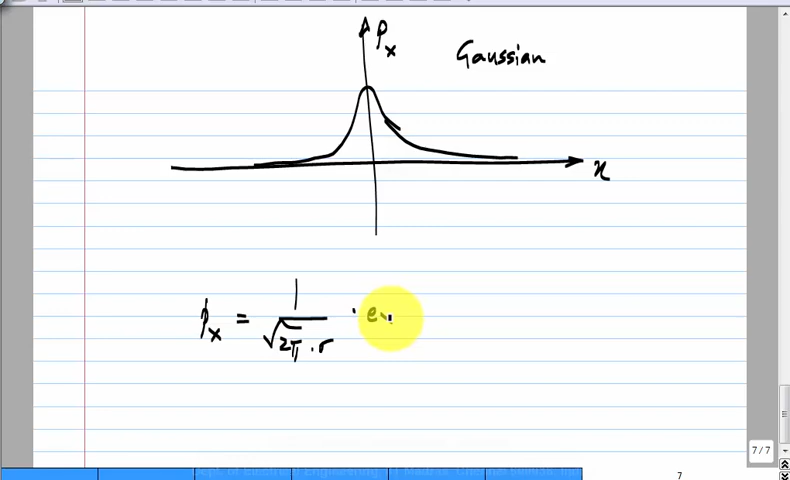 p_x
Gaussian
x
p_x = 1/(√2π · σ) · e
7/7
7